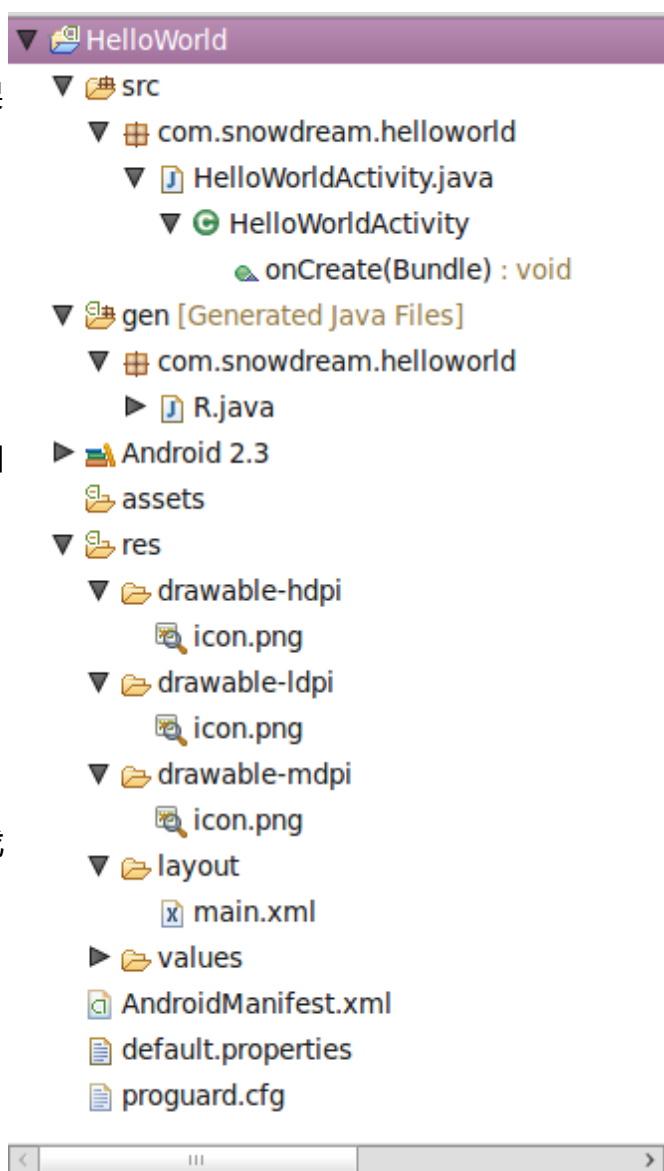 HelloWorld
src
com.snowdream.helloworld
HelloWorldActivity.java
HelloWorldActivity
onCreate(Bundle) : void
gen [Generated Java Files]
com.snowdream.helloworld
R.java
Android 2.3
assets
res
drawable-hdpi
icon.png
drawable-ldpi
icon.png
drawable-mdpi
icon.png
layout
main.xml
values
AndroidManifest.xml
default.properties
proguard.cfg